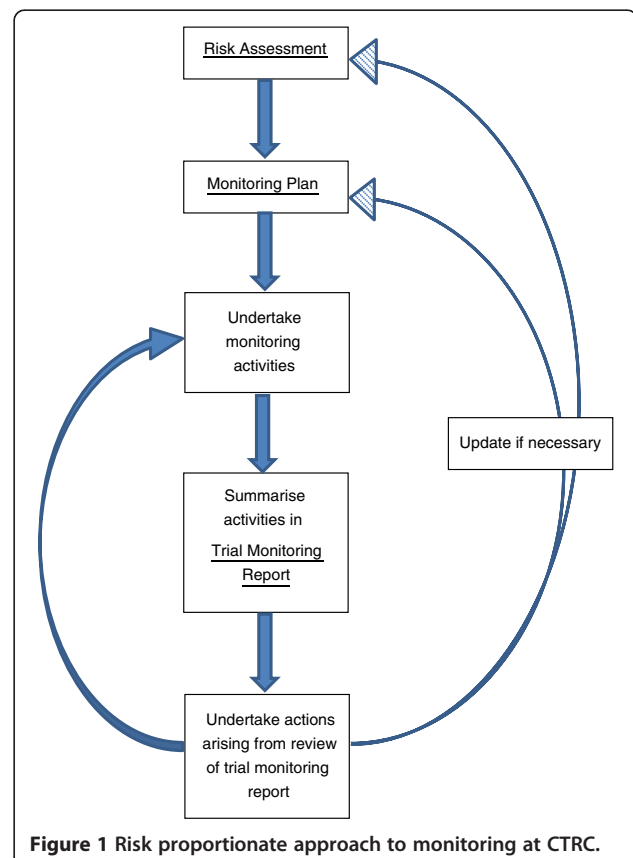 Risk Assessment
Monitoring Plan
Undertake
monitoring
activities
Update if necessary
Summarise
activities in
Trial Monitoring
Report
Undertake actions
arising from review
of trial monitoring
report
Figure 1 Risk proportionate approach to monitoring at CTRC.